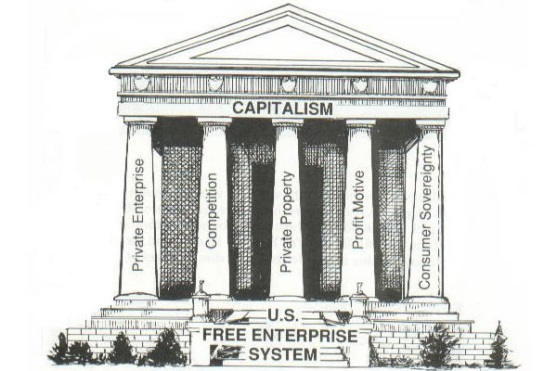 CAPITALISM
Private Enterprise
Competition
Private Property
Profit Motive
Consumer Sovereignty
U.S.
FREE ENTERPRISE
SYSTEM